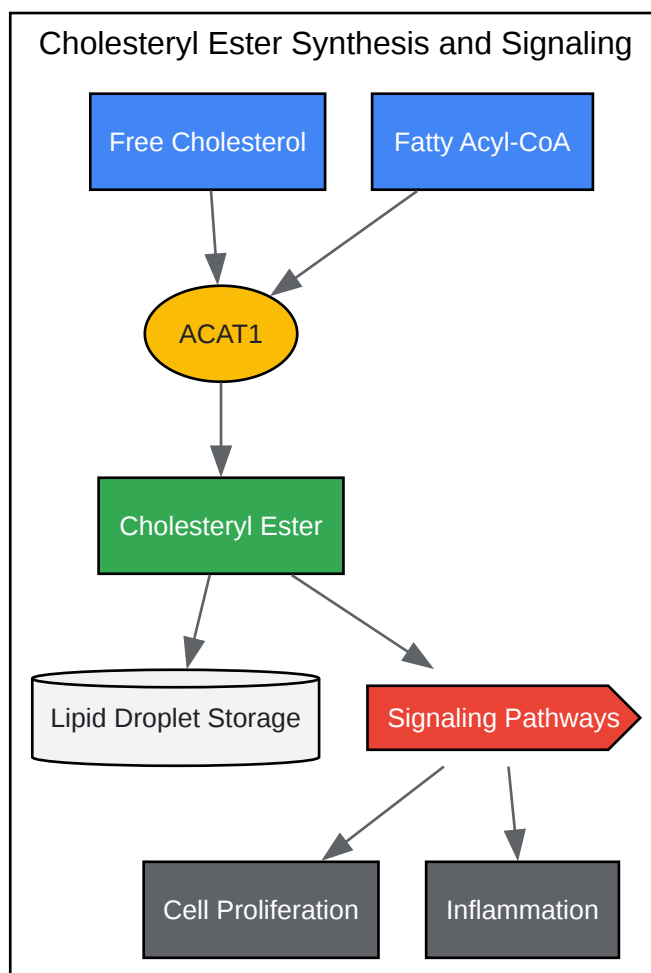 Cholesteryl Ester Synthesis and Signaling
Free Cholesterol
Fatty Acyl-CoA
ACAT1
Cholesteryl Ester
Lipid Droplet Storage
Signaling Pathways
Cell Proliferation
Inflammation